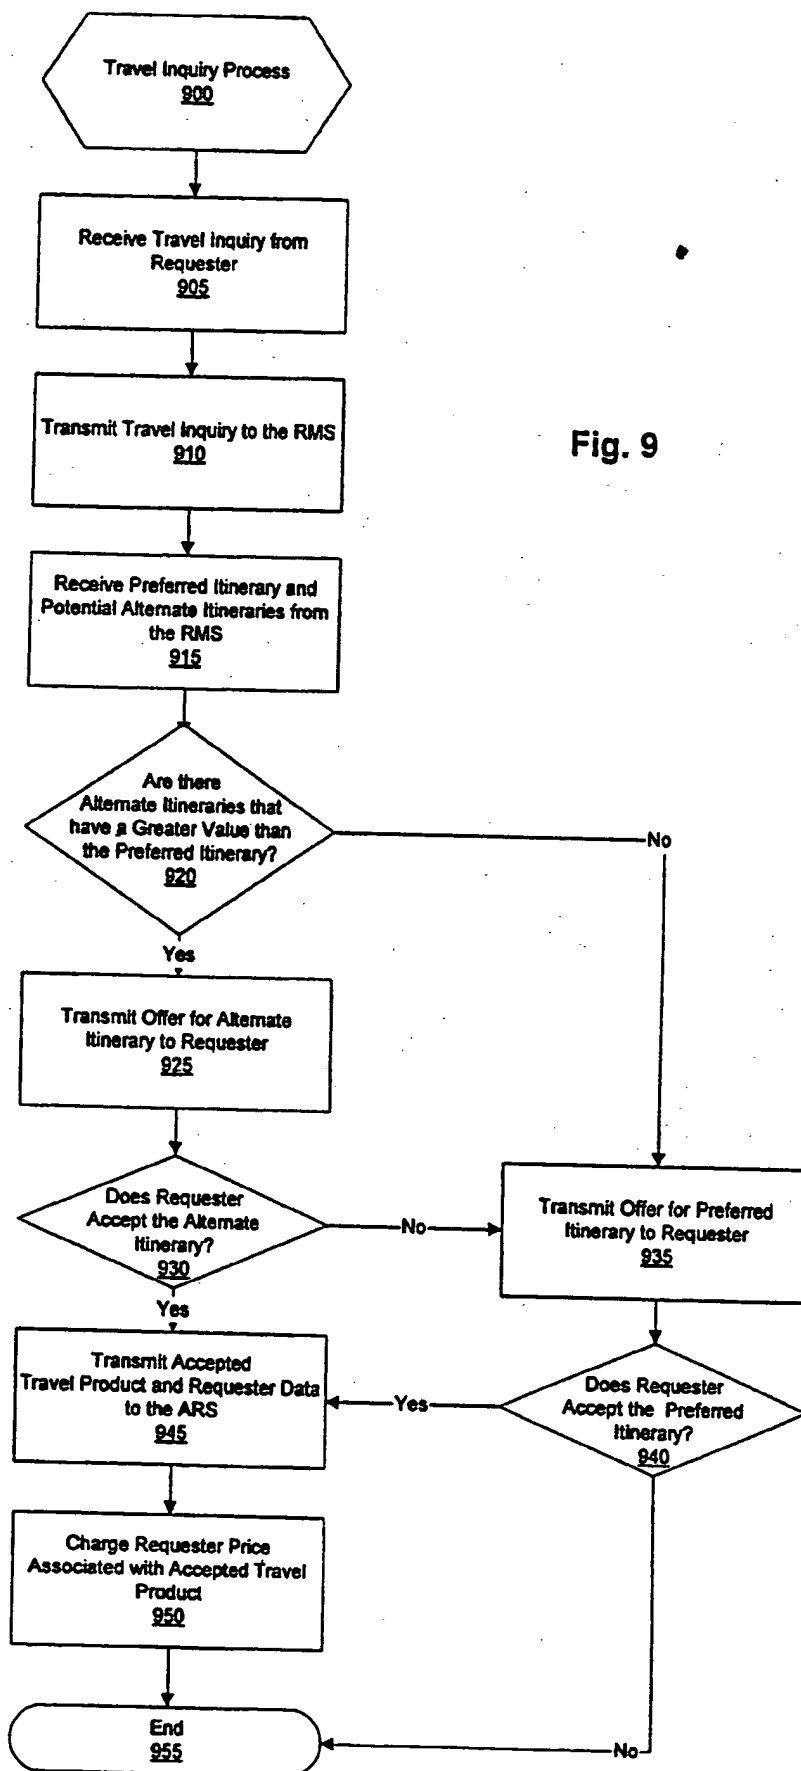 Travel Inquiry Process
900
Receive Travel Inquiry from
Requester
905
Transmit Travel Inquiry to the RMS
910
Fig. 9
Receive Preferred Itinerary and
Potential Alternate Itineraries from
the RMS
915
Are there
Alternate Itineraries that
have a Greater Value than
the Preferred Itinerary?
920
No
Yes
Transmit Offer for Alternate
Itinerary to Requester
925
Does Requester
Accept the Alternate
Itinerary?
930
No
Transmit Offer for Preferred
Itinerary to Requester
935
Yes
Transmit Accepted
Travel Product and Requester Data
to the ARS
945
Yes
Does Requester
Accept the Preferred
Itinerary?
940
Charge Requester Price
Associated with Accepted Travel
Product
950
End
955
No